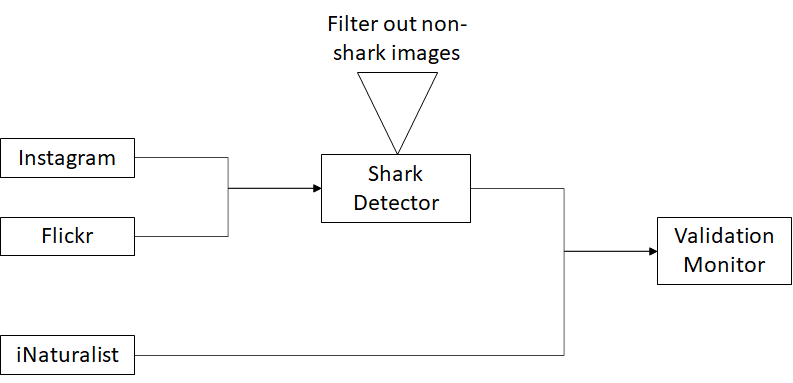 Filter out non-
shark images
Instagram
Shark
Detector
Flickr
Validation
Monitor
iNaturalist